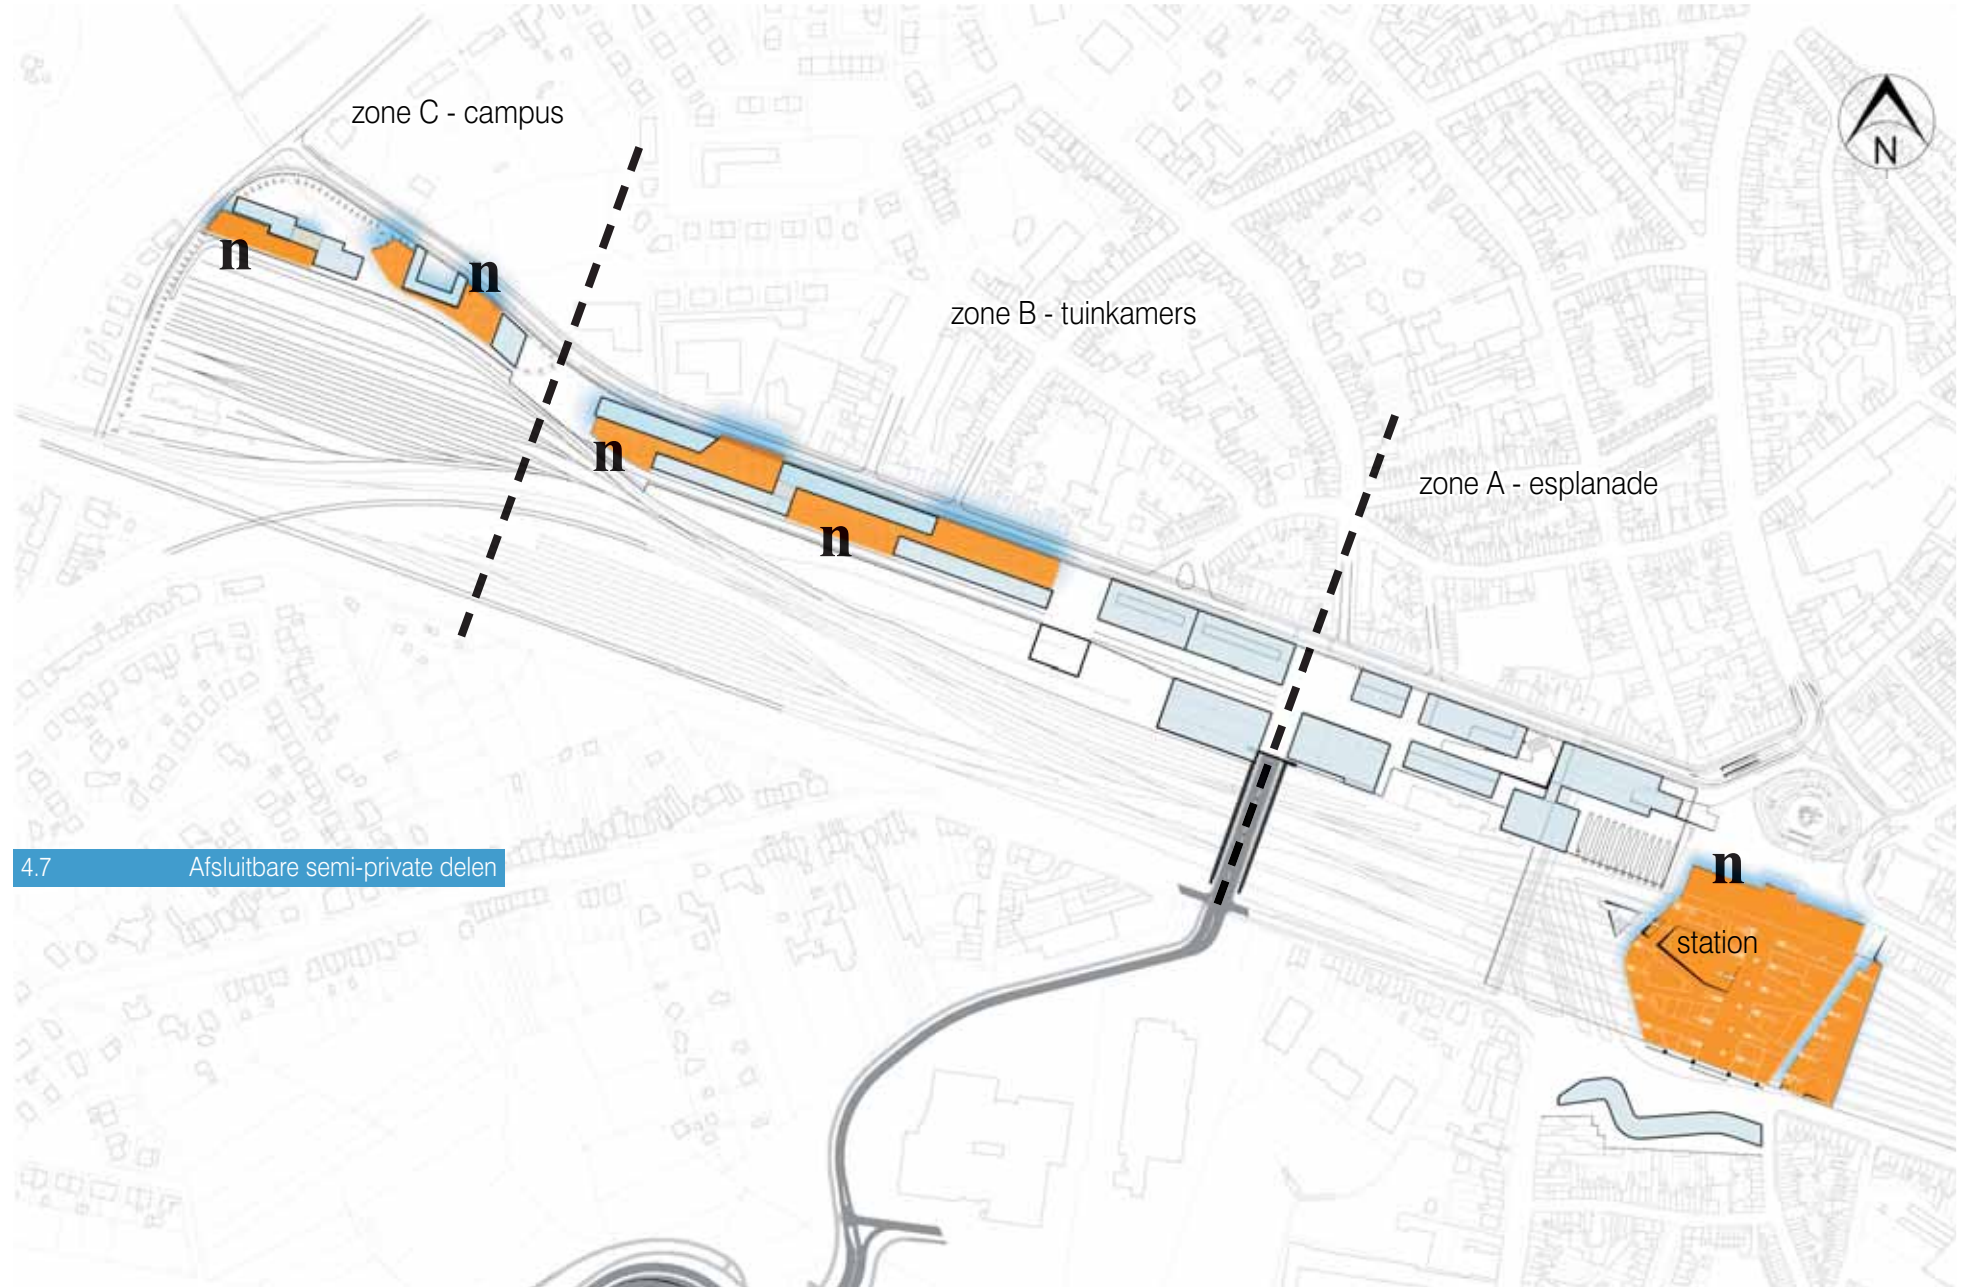 zone C - campus
N
n
n
zone B - tuinkamers
n
zone A - esplanade
n
4.7 Afsluitbare semi-private delen
n
station